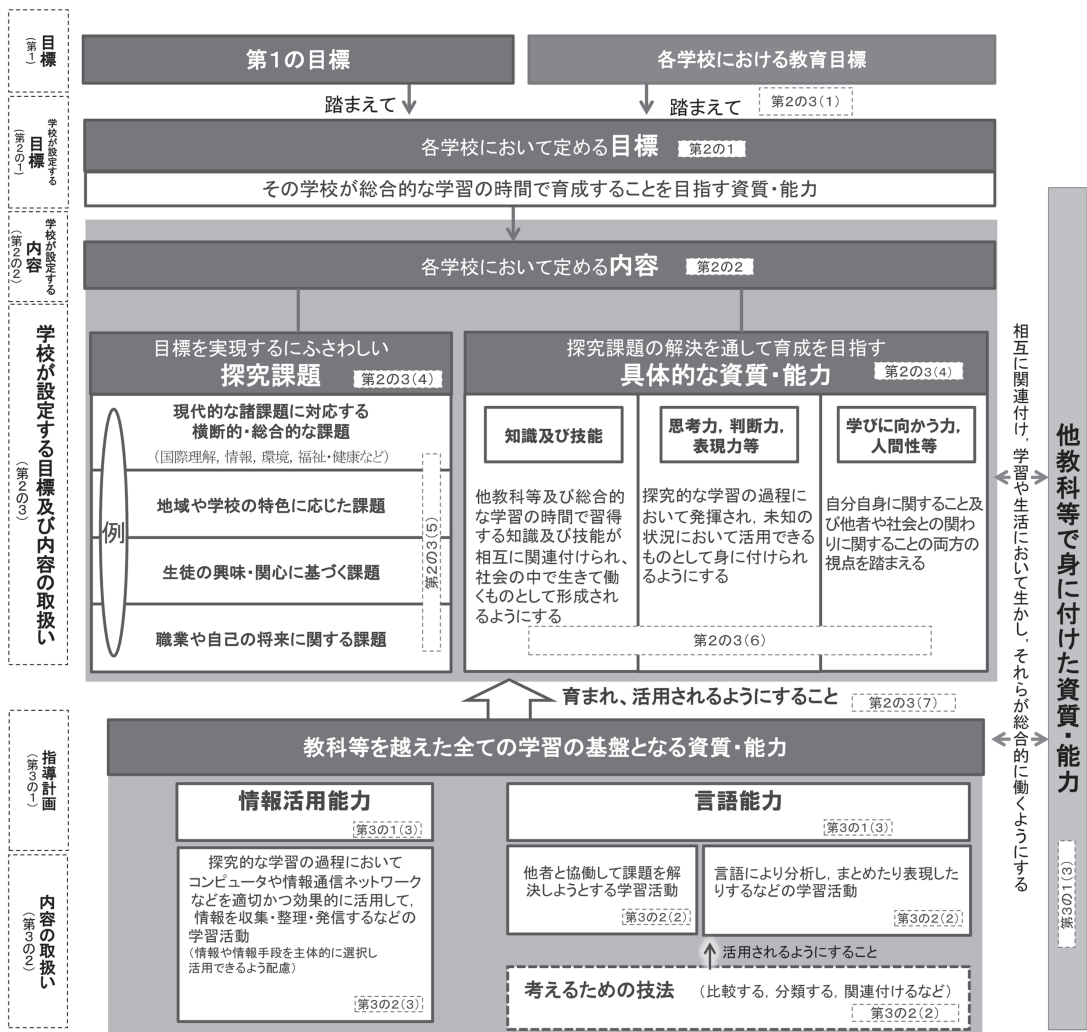 目標
(第1)
第1の目標
各学校における教育目標
踏まえて
踏まえて
第2の3(1)
学校が設定する
目標
(第2の1)
各学校において定める目標 第2の1
その学校が総合的な学習の時間で育成することを目指す資質・能力
学校が設定する
内容
(第2の2)
各学校において定める内容 第2の2
学校が設定する目標及び内容の取扱い
(第2の3)
目標を実現するにふさわしい
探究課題 第2の3(4)
例
現代的な諸課題に対応する
横断的・総合的な課題
(国際理解, 情報, 環境, 福祉・健康など)
地域や学校の特色に応じた課題
生徒の興味・関心に基づく課題
職業や自己の将来に関する課題
第2の3(5)
探究課題の解決を通して育成を目指す
具体的な資質・能力 第2の3(4)
知識及び技能
他教科等及び総合的
な学習の時間で習得
する知識及び技能が
相互に関連付けられ、
社会の中で生きて働
くものとして形成され
るようにする
思考力, 判断力,
表現力等
探究的な学習の過程に
おいて発揮され, 未知の
状況において活用できる
ものとして身に付けられ
るようにする
学びに向かう力,
人間性等
自分自身に関すること及
び他者や社会との関わ
りに関することの両方の
視点を踏まえる
第2の3(6)
育まれ、活用されるようにすること 第2の3(7)
指導計画
(第3の1)
教科等を越えた全ての学習の基盤となる資質・能力
情報活用能力
第3の1(3)
言語能力
第3の1(3)
内容の取扱い
(第3の2)
探究的な学習の過程において
コンピュータや情報通信ネットワーク
などを適切かつ効果的に活用して,
情報を収集・整理・発信するなどの
学習活動
(情報や情報手段を主体的に選択し
活用できるよう配慮)
第3の2(3)
他者と協働して課題を解
決しようとする学習活動
第3の2(2)
言語により分析し, まとめたり表現した
りするなどの学習活動
第3の2(2)
活用されるようにすること
考えるための技法 (比較する, 分類する, 関連付けるなど)
第3の2(2)
相互に関連付け, 学習や生活において生かし, それらが総合的に働くようにする
他教科等で身に付けた資質・能力
第3の1(3)